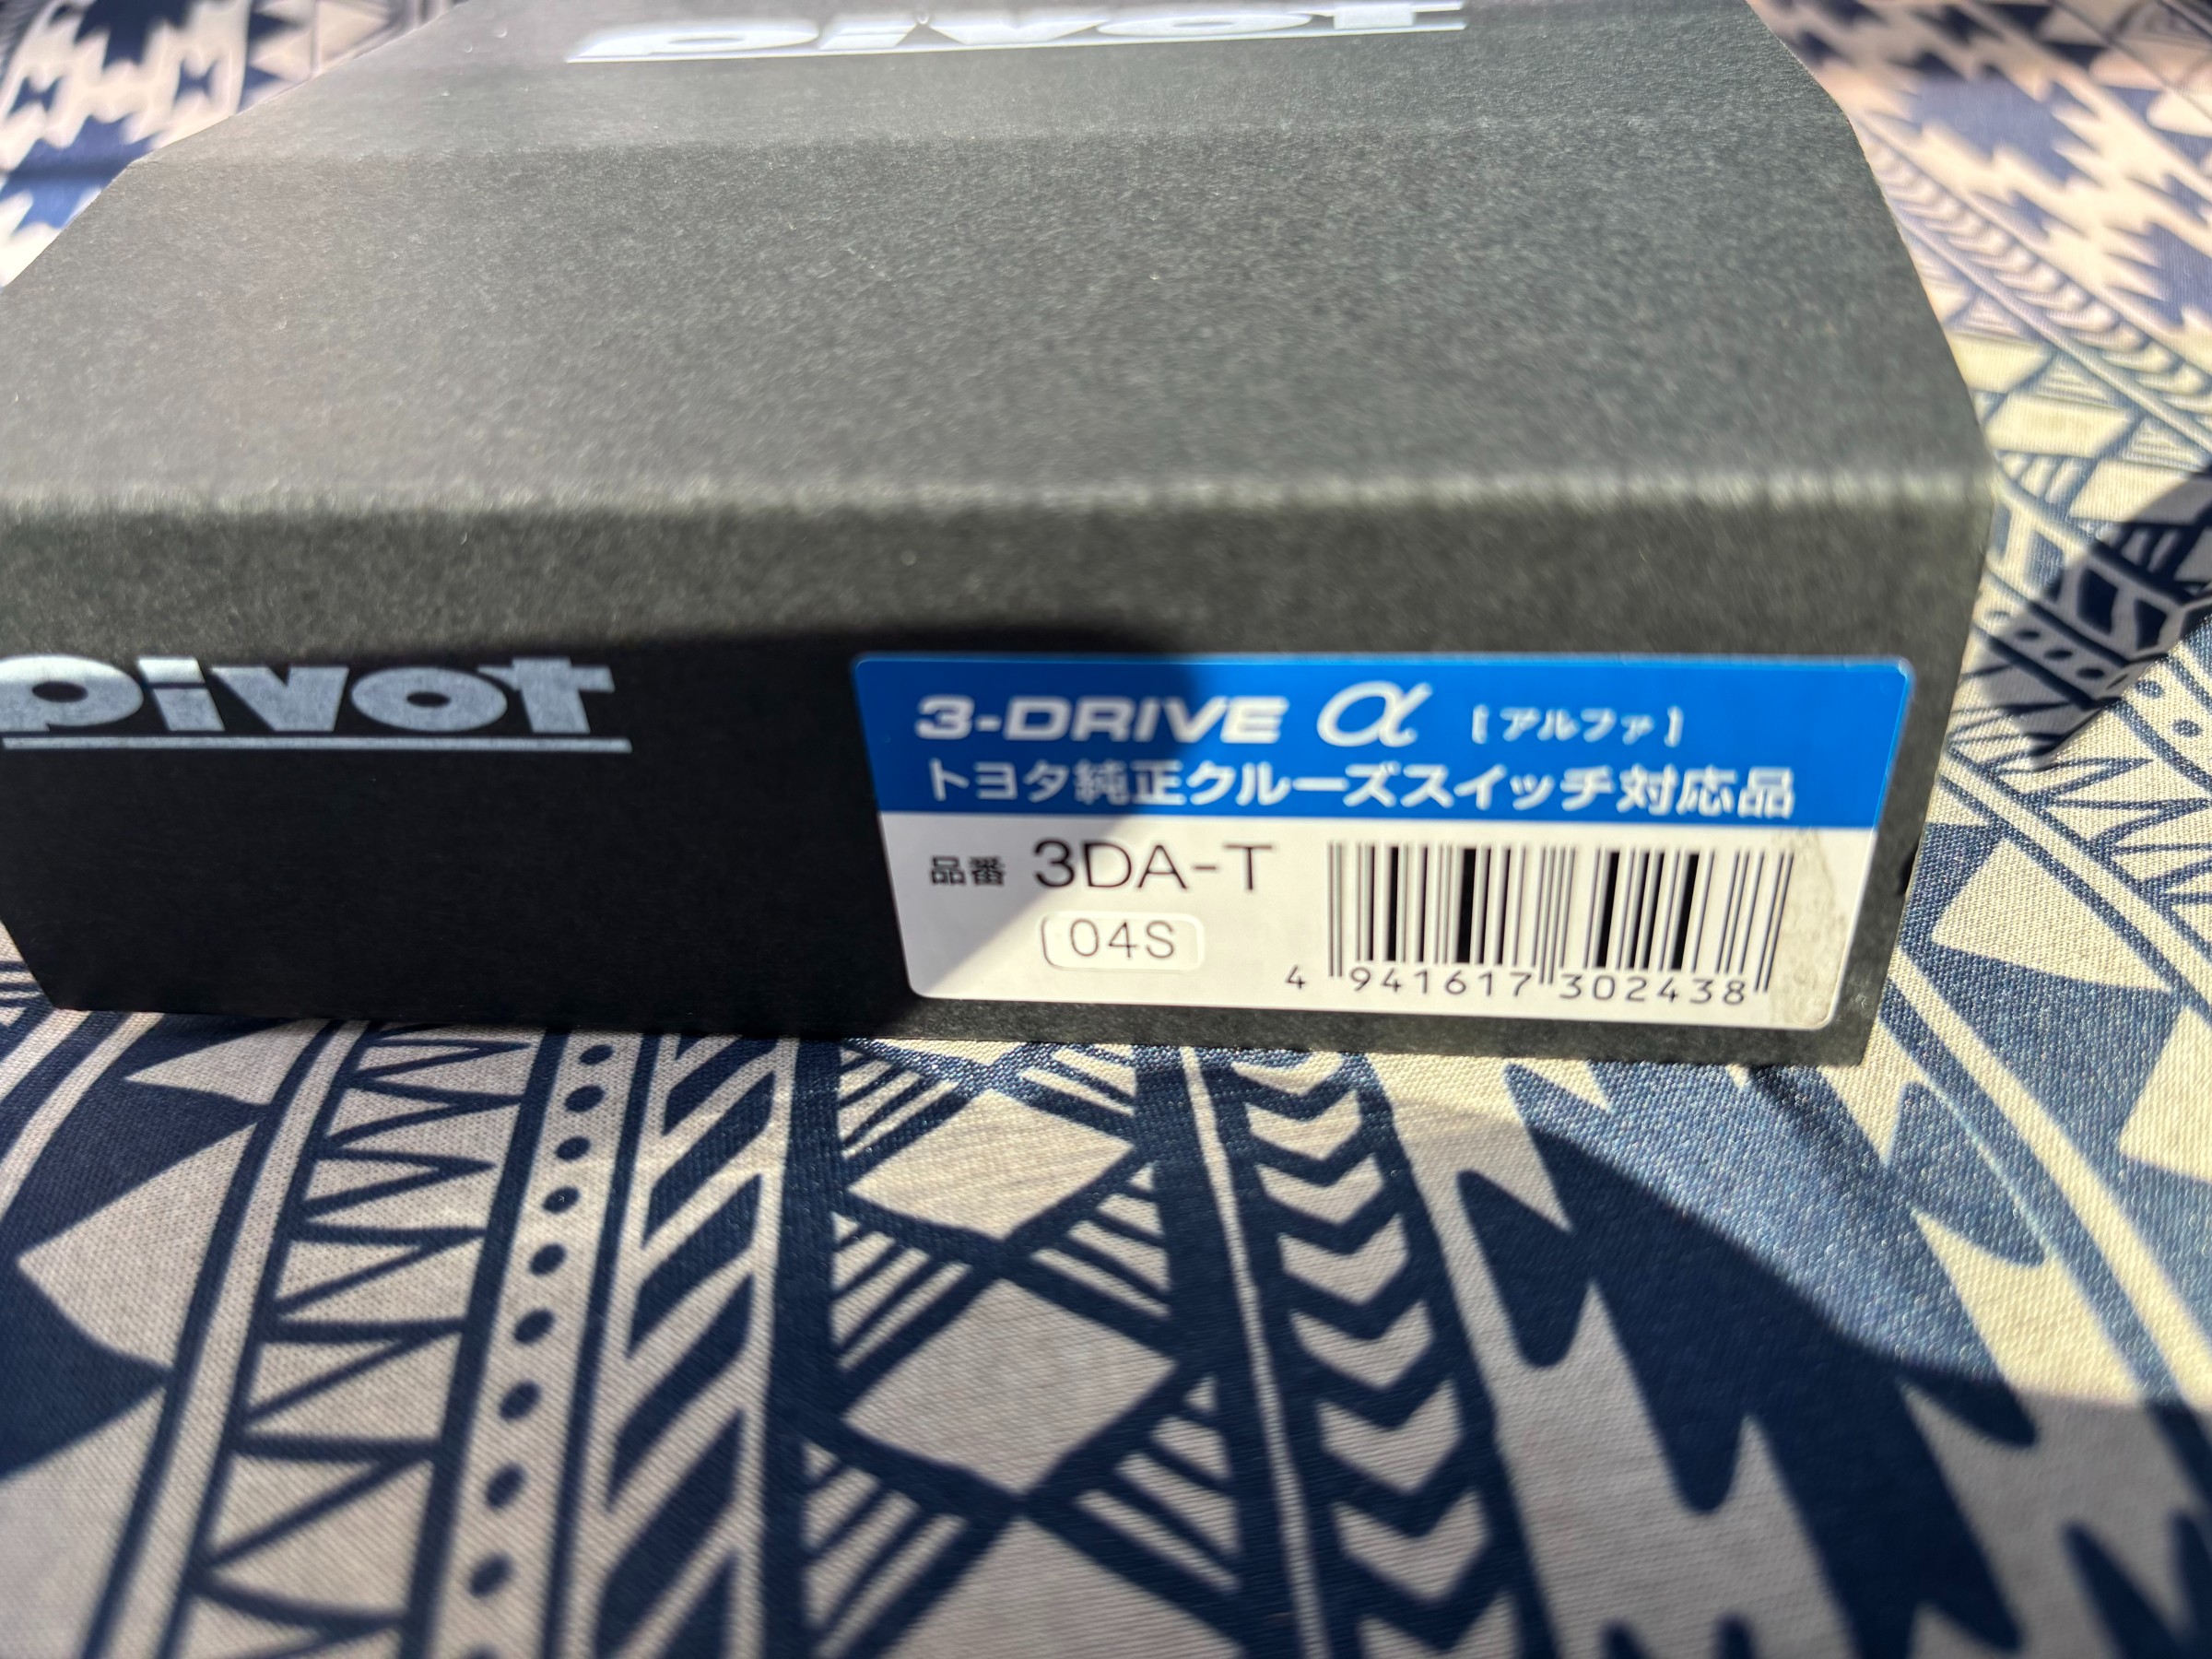 pivot
pivot
3-DRIVE α [アルファ]
トヨタ純正クルーズスイッチ対応品
品番 3DA-T
04S
4 941617 302438